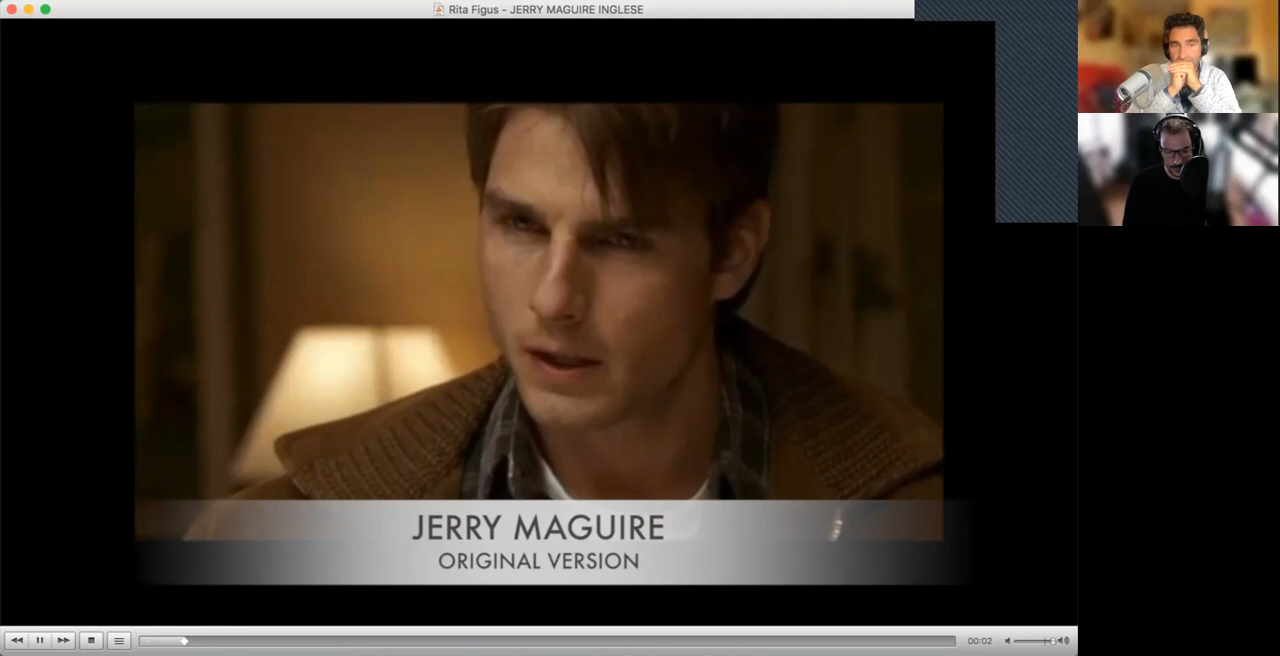 Rita Figus - JERRY MAGUIRE INGLESE
JERRY MAGUIRE
ORIGINAL VERSION
00:02